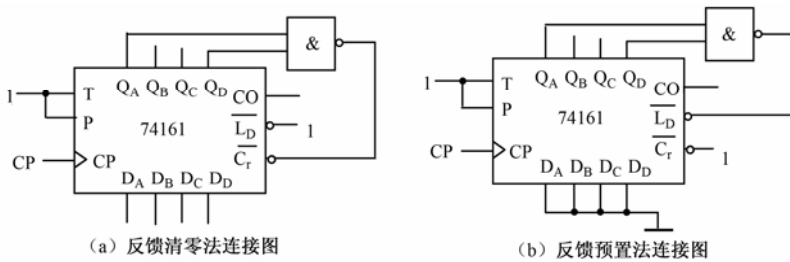 &
Q_A Q_B Q_C Q_D
1 T CO
P 74161 L_D 1
CP CP C_r
D_A D_B D_C D_D
(a) 反馈清零法连接图
&
Q_A Q_B Q_C Q_D
1 T CO
P 74161 L_D
CP CP C_r 1
D_A D_B D_C D_D
(b) 反馈预置法连接图